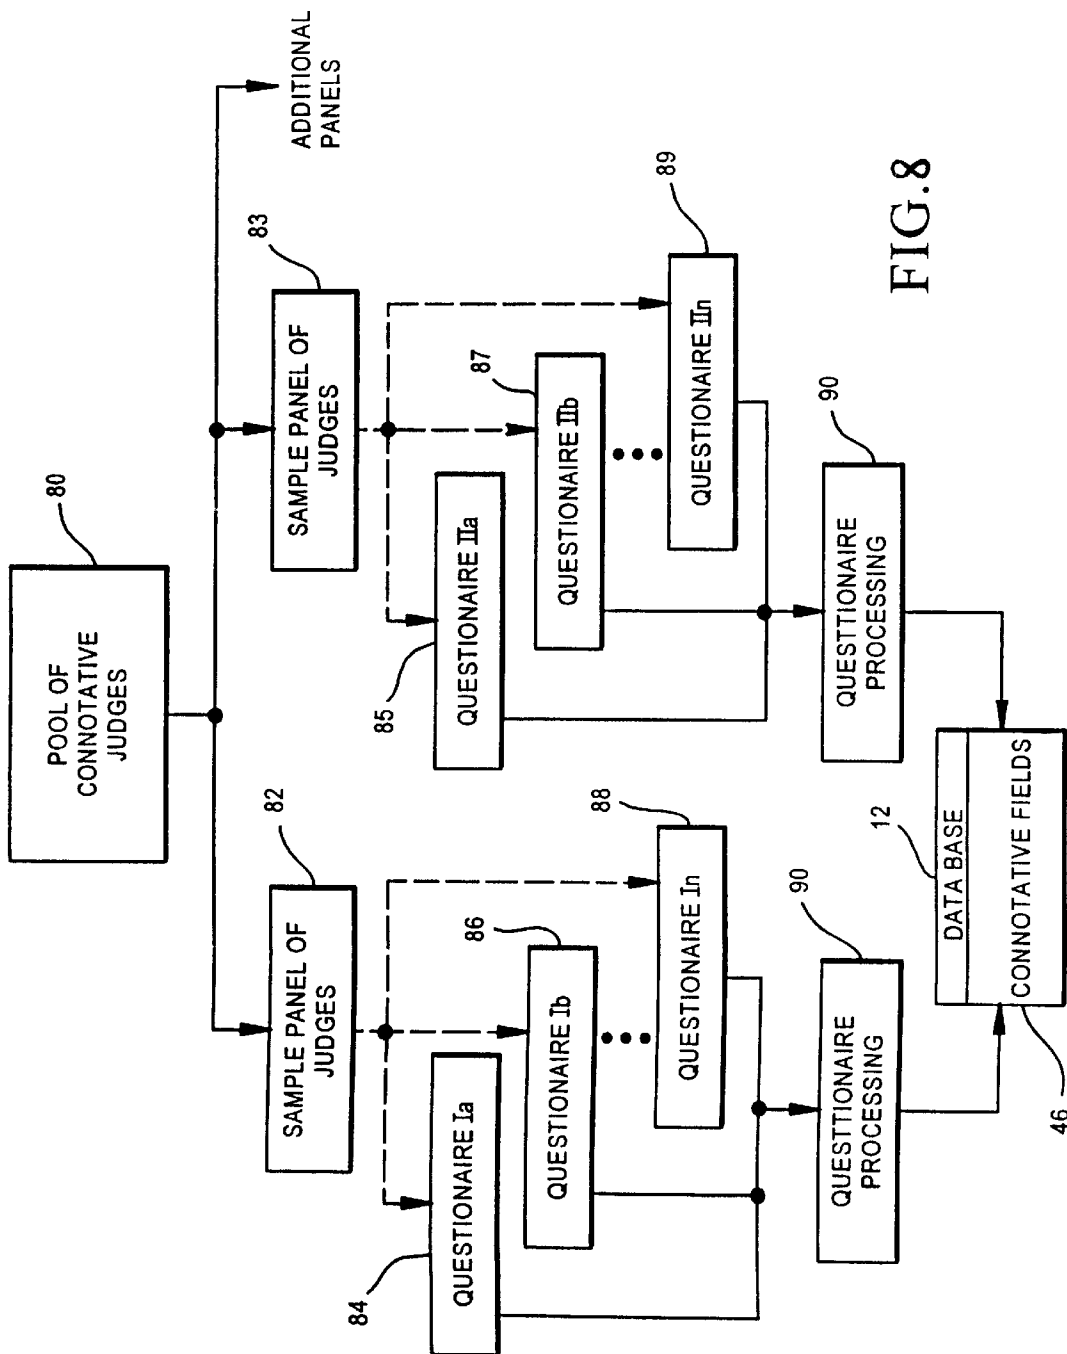 80
POOL OF
CONNOTATIVE
JUDGES
ADDITIONAL
PANELS
82
SAMPLE PANEL OF
JUDGES
83
SAMPLE PANEL OF
JUDGES
84
QUESTIONAIRE Ia
86
QUESTIONAIRE Ib
88
QUESTIONAIRE In
85
QUESTIONAIRE IIa
87
QUESTIONAIRE IIb
89
QUESTIONAIRE IIn
90
QUESTTIONAIRE
PROCESSING
90
QUESTTIONAIRE
PROCESSING
12
DATA BASE
CONNOTATIVE FIELDS
46
FIG.8